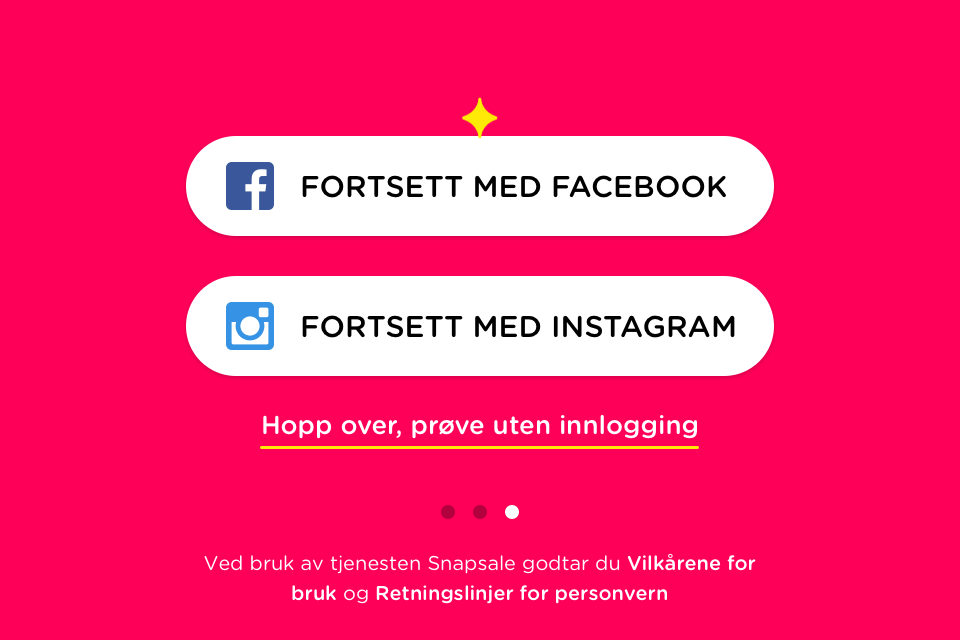 FORTSETT MED FACEBOOK
FORTSETT MED INSTAGRAM
Hopp over, prøve uten innlogging
Ved bruk av tjenesten Snapsale godtar du Vilkårene for
bruk og Retningslinjer for personvern